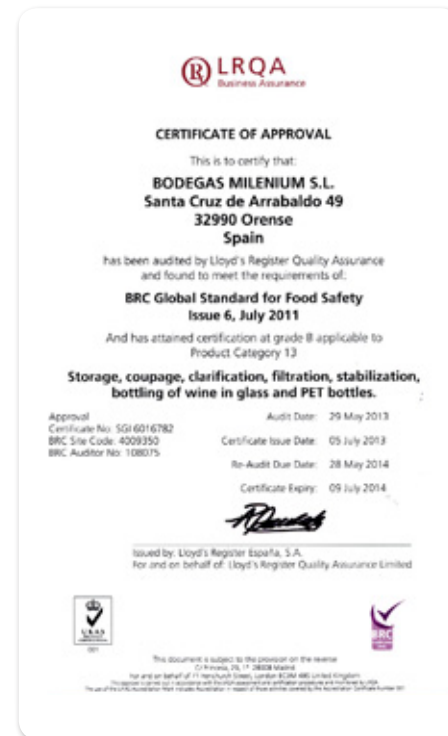 LRQA
Business Assurance
CERTIFICATE OF APPROVAL
This is to certify that:
BODEGAS MILENIUM S.L.
Santa Cruz de Arrabaldo 49
32990 Orense
Spain
has been audited by Lloyd's Register Quality Assurance
and found to meet the requirements of:
BRC Global Standard for Food Safety
Issue 6, July 2011
And has attained certification at grade B applicable to
Product Category 13
Storage, coupage, clarification, filtration, stabilization,
bottling of wine in glass and PET bottles.
Approval
Certificate No: SGI 6016782
BRC Site Code: 4009350
BRC Auditor No: 108075
Audit Date: 29 May 2013
Certificate Issue Date: 05 July 2013
Re-Audit Due Date: 28 May 2014
Certificate Expiry: 09 July 2014
Issued by: Lloyd's Register España, S.A.
For and on behalf of: Lloyd's Register Quality Assurance Limited
UKAS
001
BRC
This document is subject to the provision on the reverse